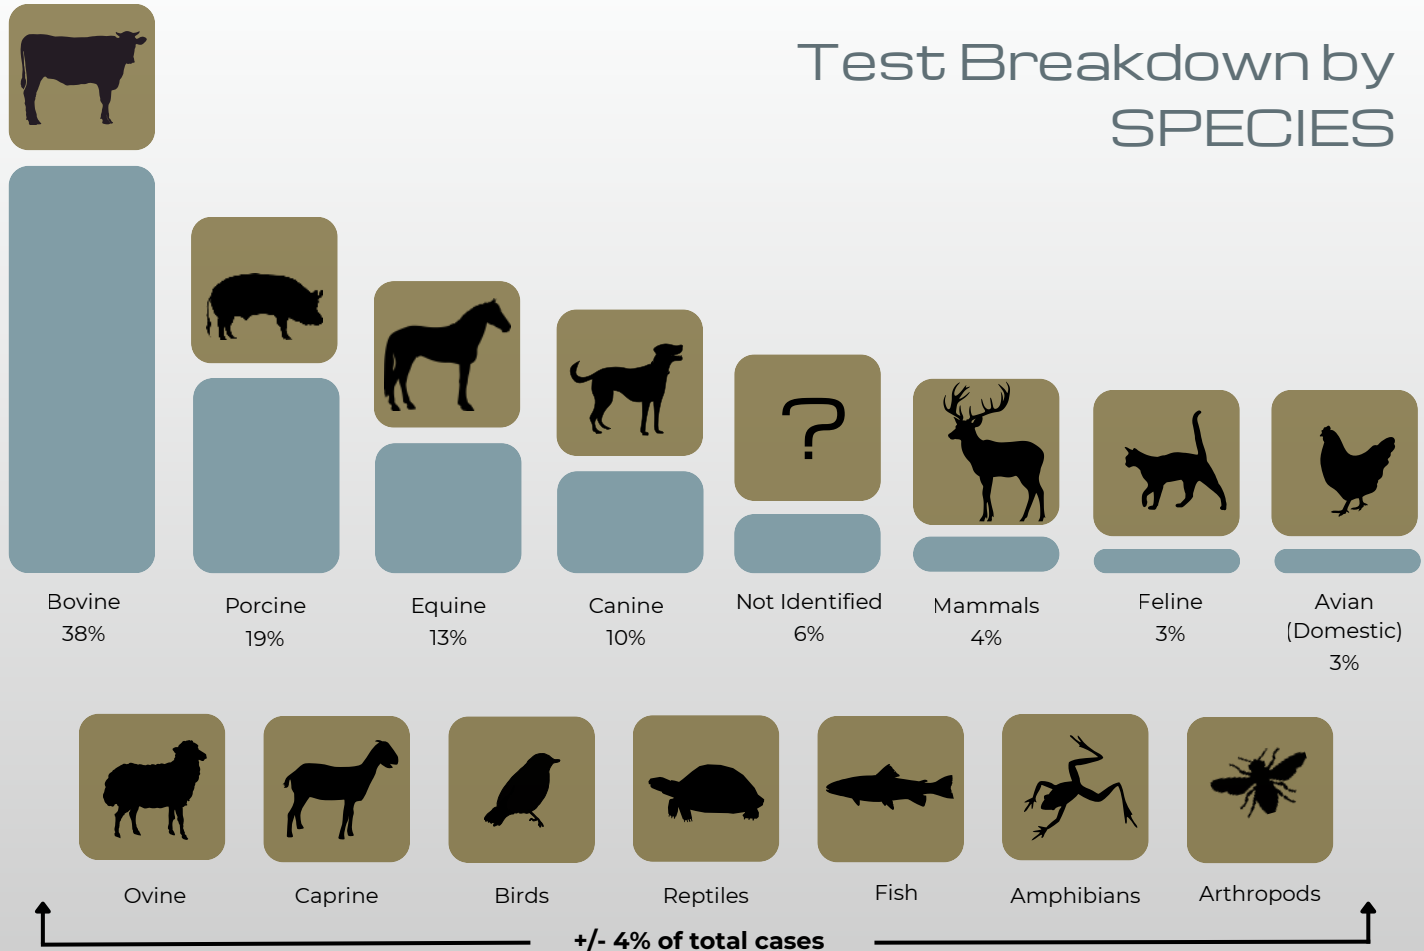 Test Breakdown by
SPECIES
?
Bovine
38%
Porcine
19%
Equine
13%
Canine
10%
Not Identified
6%
Mammals
4%
Feline
3%
Avian
(Domestic)
3%
Ovine
Caprine
Birds
Reptiles
Fish
Amphibians
Arthropods
+/- 4% of total cases